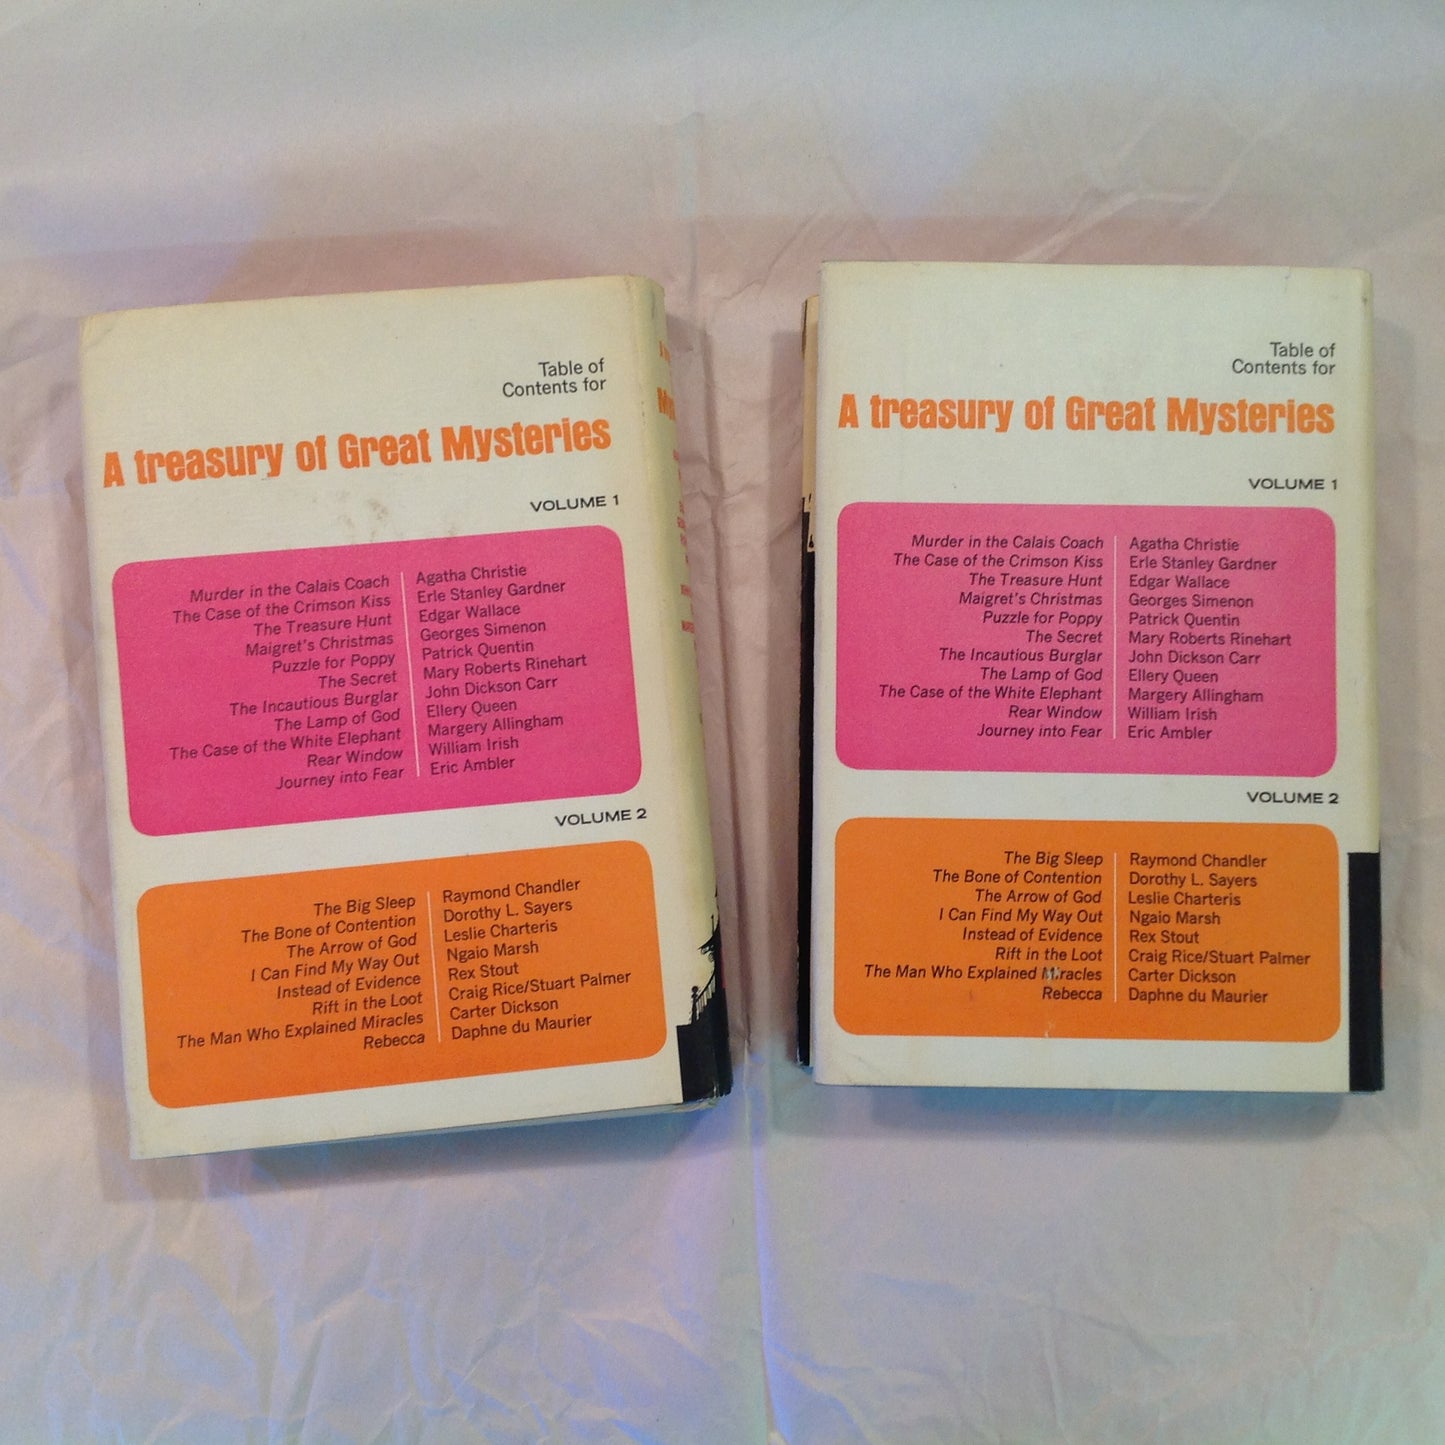 Table of
Contents for
A treasury of Great Mysteries
VOLUME 1
Murder in the Calais Coach Agatha Christie
The Case of the Crimson Kiss Erle Stanley Gardner
The Treasure Hunt Edgar Wallace
Maigret's Christmas Georges Simenon
Puzzle for Poppy Patrick Quentin
The Secret Mary Roberts Rinehart
The Incautious Burglar John Dickson Carr
The Lamp of God Ellery Queen
The Case of the White Elephant Margery Allingham
Rear Window William Irish
Journey into Fear Eric Ambler
VOLUME 2
The Big Sleep Raymond Chandler
The Bone of Contention Dorothy L. Sayers
The Arrow of God Leslie Charteris
I Can Find My Way Out Ngaio Marsh
Instead of Evidence Rex Stout
Rift in the Loot Craig Rice/Stuart Palmer
The Man Who Explained Miracles Carter Dickson
Rebecca Daphne du Maurier
Table of
Contents for
A treasury of Great Mysteries
VOLUME 1
Murder in the Calais Coach Agatha Christie
The Case of the Crimson Kiss Erle Stanley Gardner
The Treasure Hunt Edgar Wallace
Maigret's Christmas Georges Simenon
Puzzle for Poppy Patrick Quentin
The Secret Mary Roberts Rinehart
The Incautious Burglar John Dickson Carr
The Lamp of God Ellery Queen
The Case of the White Elephant Margery Allingham
Rear Window William Irish
Journey into Fear Eric Ambler
VOLUME 2
The Big Sleep Raymond Chandler
The Bone of Contention Dorothy L. Sayers
The Arrow of God Leslie Charteris
I Can Find My Way Out Ngaio Marsh
Instead of Evidence Rex Stout
Rift in the Loot Craig Rice/Stuart Palmer
The Man Who Explained Miracles Carter Dickson
Rebecca Daphne du Maurier